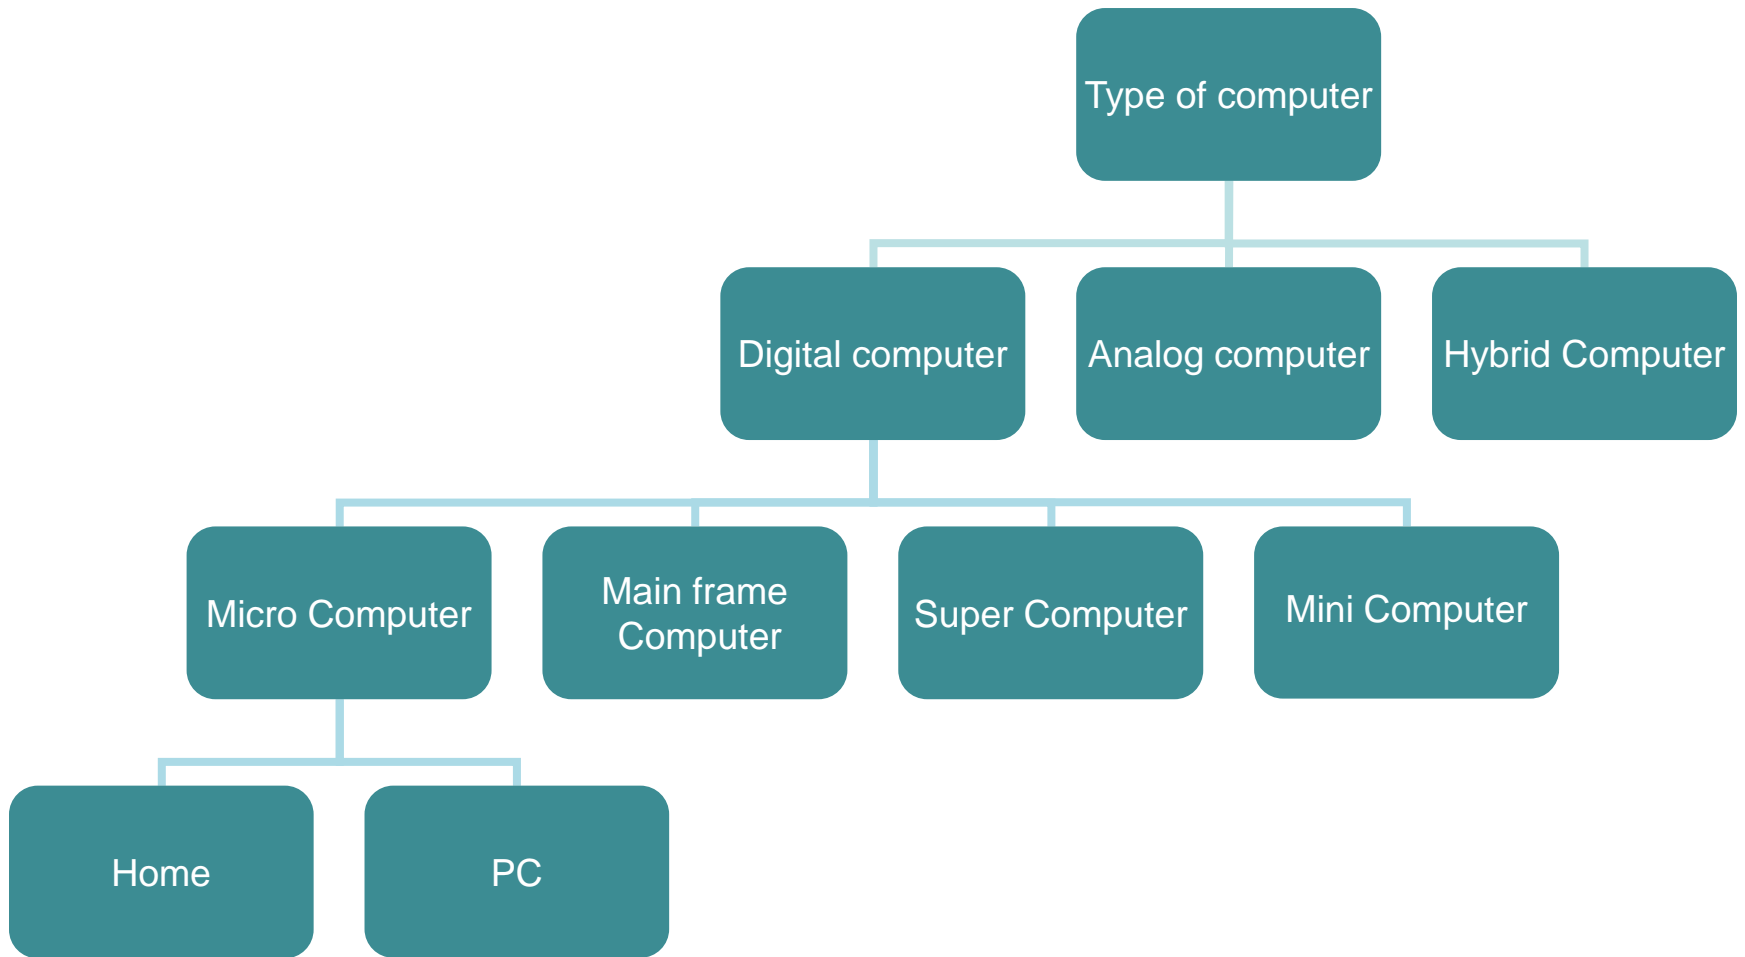 Type of computer
Digital computer
Analog computer
Hybrid Computer
Micro Computer
Main frame
Computer
Super Computer
Mini Computer
Home
PC